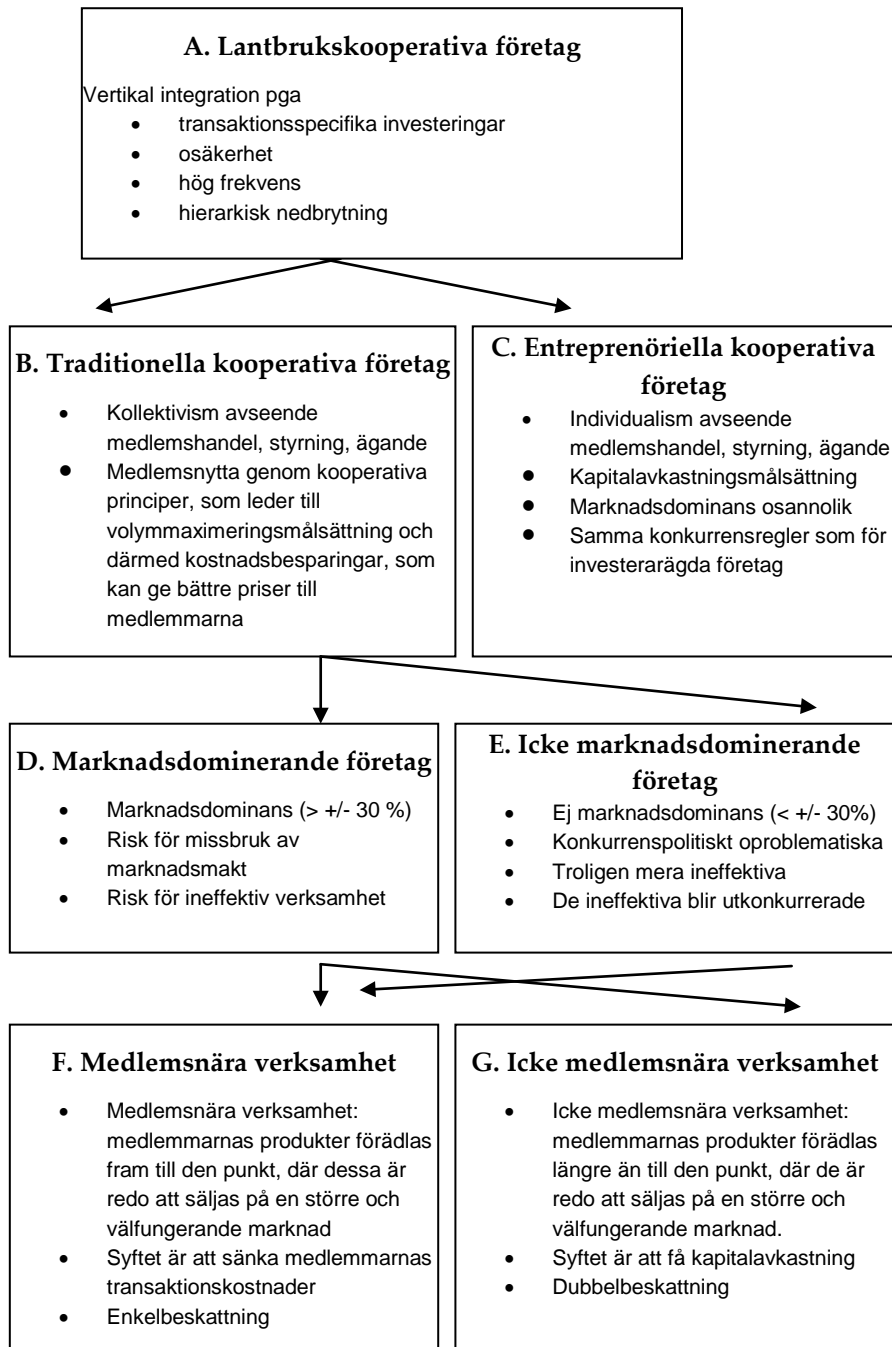 A. Lantbrukskooperativa företag
Vertikal integration pga
• transaktionsspecifika investeringar
• osäkerhet
• hög frekvens
• hierarkisk nedbrytning
B. Traditionella kooperativa företag
• Kollektivism avseende
medlemshandel, styrning, ägande
• Medlemsnytta genom kooperativa
principer, som leder till
volymmaximeringsmålsättning och
därmed kostnadsbesparingar, som
kan ge bättre priser till
medlemmarna
C. Entreprenöriella kooperativa
företag
• Individualism avseende
medlemshandel, styrning, ägande
• Kapitalavkastningsmålsättning
• Marknadsdominans osannolik
• Samma konkurrensregler som för
investerarägda företag
D. Marknadsdominerande företag
• Marknadsdominans (> +/- 30 %)
• Risk för missbruk av
marknadsmakt
• Risk för ineffektiv verksamhet
E. Icke marknadsdominerande
företag
• Ej marknadsdominans (< +/- 30%)
• Konkurrenspolitiskt oproblematiska
• Troligen mera ineffektiva
• De ineffektiva blir utkonkurrerade
F. Medlemsnära verksamhet
• Medlemsnära verksamhet:
medlemmarnas produkter förädlas
fram till den punkt, där dessa är
redo att säljas på en större och
välfungerande marknad
• Syftet är att sänka medlemmarnas
transaktionskostnader
• Enkelbeskattning
G. Icke medlemsnära verksamhet
• Icke medlemsnära verksamhet:
medlemmarnas produkter förädlas
längre än till den punkt, där de är
redo att säljas på en större och
välfungerande marknad.
• Syftet är att få kapitalavkastning
• Dubbelbeskattning